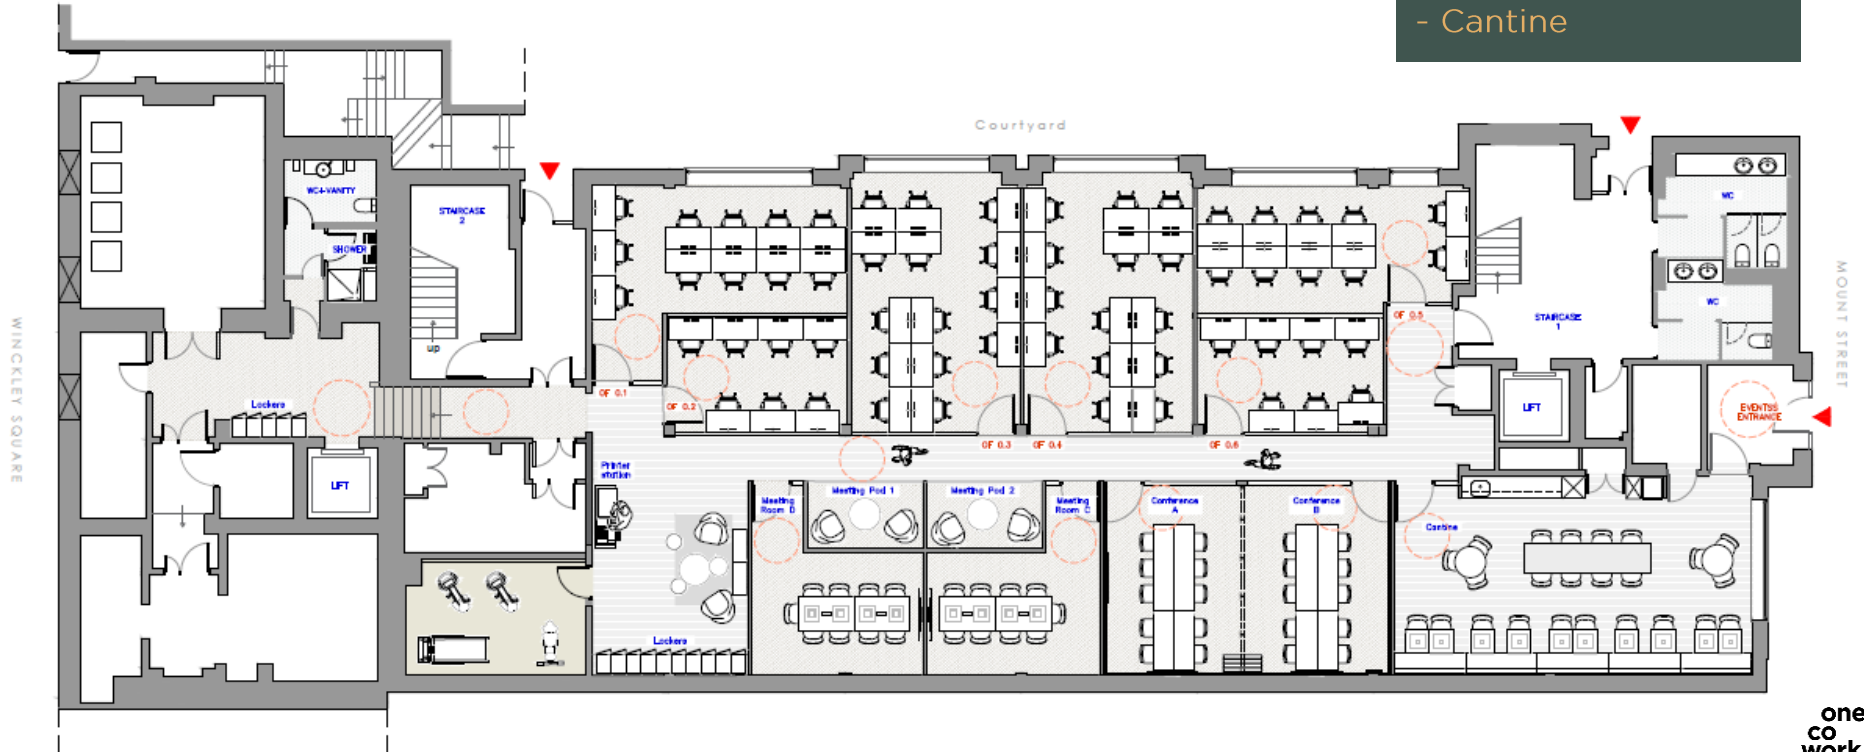 - Cantine
Courtyard
WC+VANITY
SHOWER
STAIRCASE
2
up
Lockers
LIFT
WINCKLEY SQUARE
OF 0.1
OF 0.2
OF 0.3
OF 0.4
OF 0.6
OF 0.5
Printer
station
Lockers
Meeting
Room D
Meeting Pod 1
Meeting Pod 2
Meeting
Room C
Conference
A
Conference
B
Cantine
STAIRCASE
1
WC
WC
LIFT
EVENTSS
ENTRANCE
MOUNT STREET
one
co
work